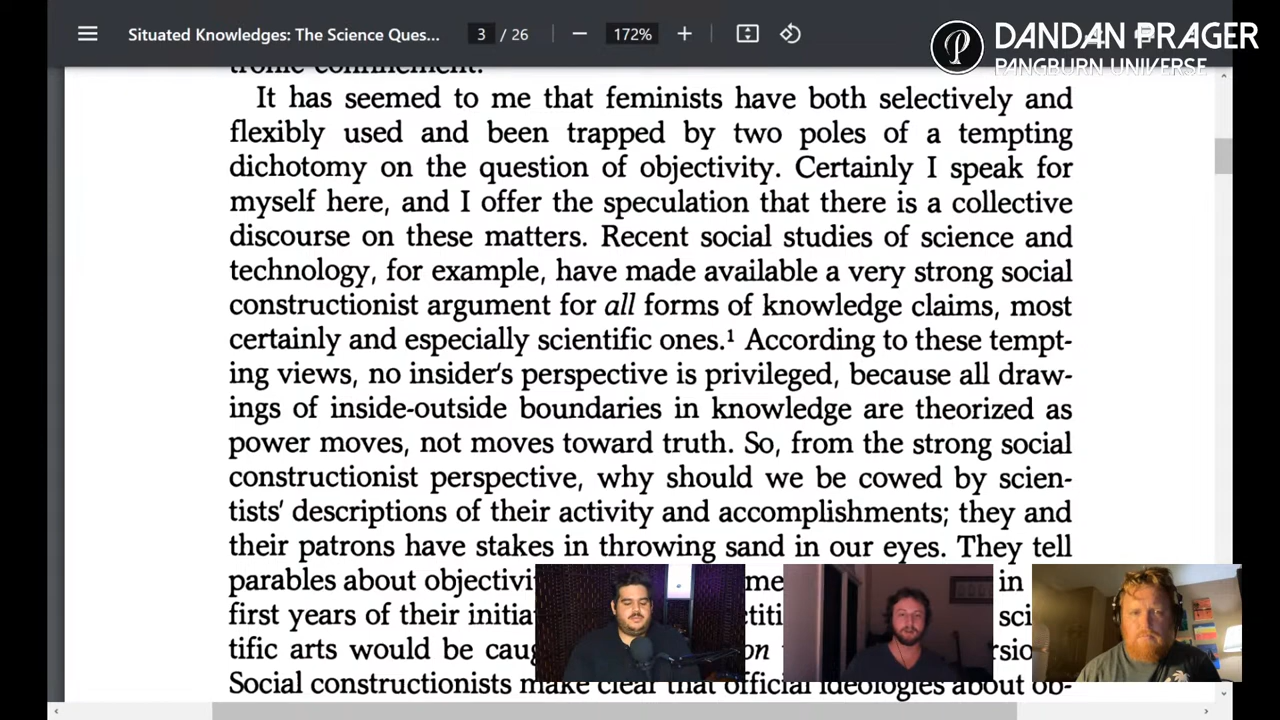 Situated Knowledges: The Science Ques...
3 / 26
172%
DANDAN PRAGER
PANGBURN UNIVERSE
tronic confinement.
It has seemed to me that feminists have both selectively and
flexibly used and been trapped by two poles of a tempting
dichotomy on the question of objectivity. Certainly I speak for
myself here, and I offer the speculation that there is a collective
discourse on these matters. Recent social studies of science and
technology, for example, have made available a very strong social
constructionist argument for all forms of knowledge claims, most
certainly and especially scientific ones.¹ According to these tempt-
ing views, no insider's perspective is privileged, because all draw-
ings of inside-outside boundaries in knowledge are theorized as
power moves, not moves toward truth. So, from the strong social
constructionist perspective, why should we be cowed by scien-
tists' descriptions of their activity and accomplishments; they and
their patrons have stakes in throwing sand in our eyes. They tell
parables about in
first years of their
tific arts would be
Social constructionists make clear that official ideologies about ob-